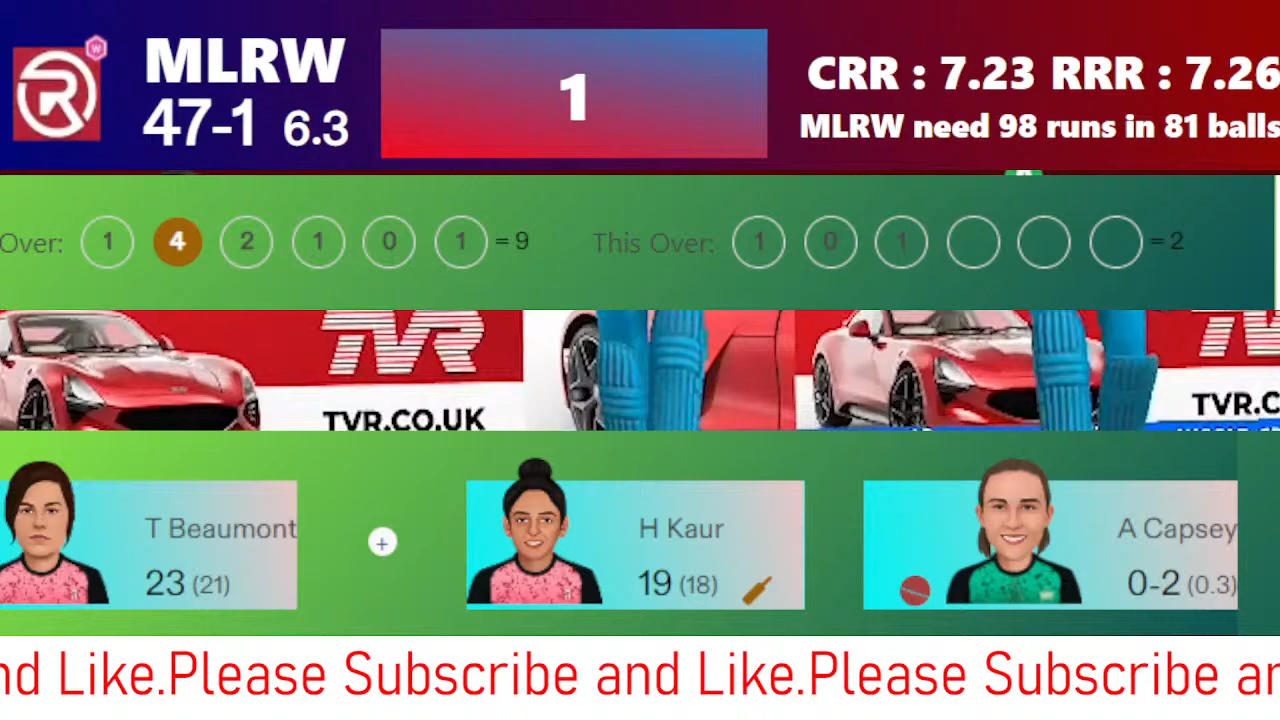 W
R
MLRW
47-1 6.3
1
CRR : 7.23 RRR : 7.26
MLRW need 98 runs in 81 balls
Over: 1 4 2 1 0 1 = 9 This Over: 1 0 1 = 2
TVR
TVR.CO.UK
TVR.C
T Beaumont
23 (21)
+
H Kaur
19 (18)
A Capsey
0-2 (0.3)
nd Like.Please Subscribe and Like.Please Subscribe an